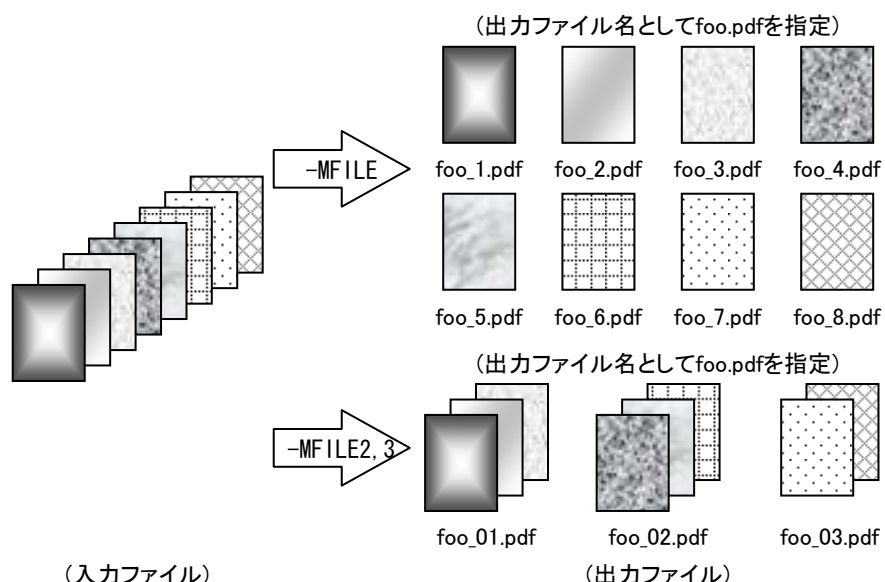 (出力ファイル名としてfoo.pdfを指定)
-MFILE
foo_1.pdf foo_2.pdf foo_3.pdf foo_4.pdf
foo_5.pdf foo_6.pdf foo_7.pdf foo_8.pdf
(出力ファイル名としてfoo.pdfを指定)
-MFILE2,3
foo_01.pdf foo_02.pdf foo_03.pdf
(入力ファイル) (出力ファイル)